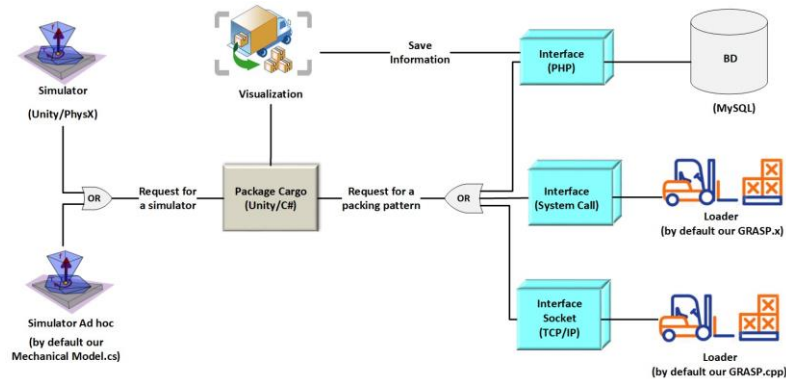 Simulator
(Unity/PhysX)
OR
Simulator Ad hoc
(by default our
Mechanical Model.cs)
Request for
a simulator
Visualization
Package Cargo
(Unity/C#)
Save
Information
Request for a
packing pattern
OR
Interface
(PHP)
BD
(MySQL)
Interface
(System Call)
Loader
(by default our GRASP.x)
Interface
Socket
(TCP/IP)
Loader
(by default our GRASP.cpp)